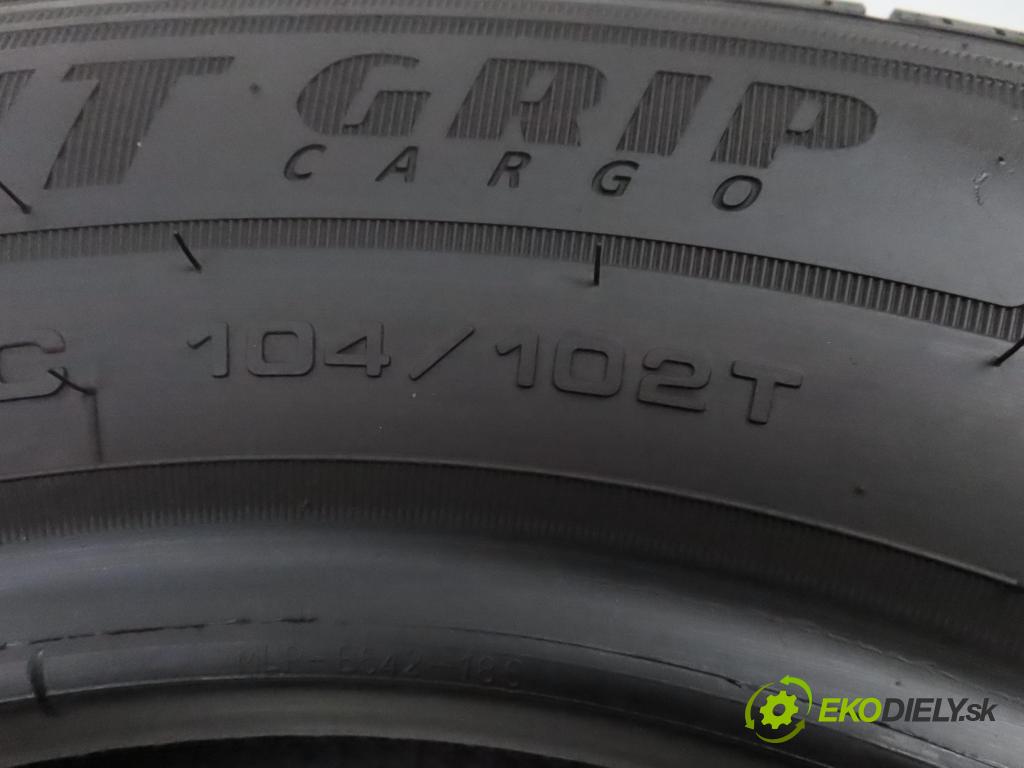 GRIP
CARGO
C 104/102T
EKODIELY.sk